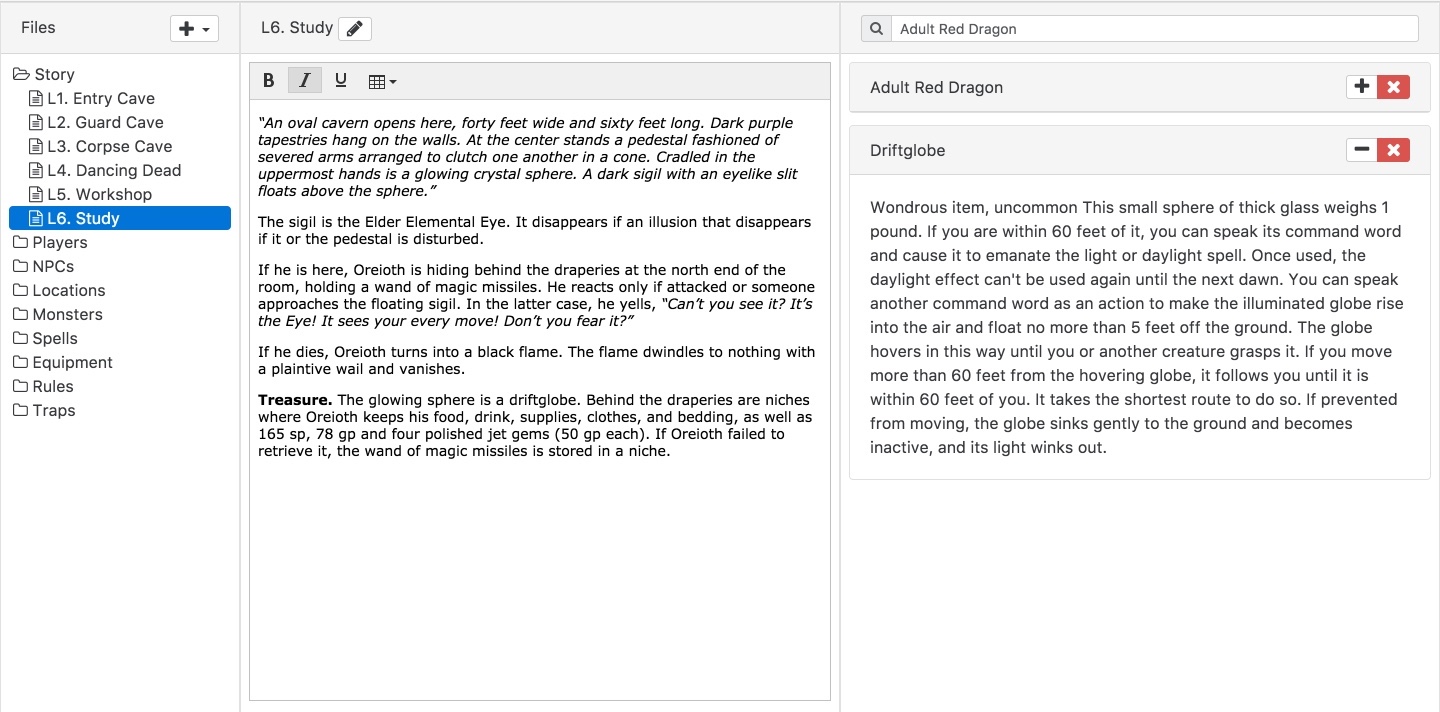 Files
Story
L1. Entry Cave
L2. Guard Cave
L3. Corpse Cave
L4. Dancing Dead
L5. Workshop
L6. Study
Players
NPCs
Locations
Monsters
Spells
Equipment
Rules
Traps
L6. Study
B I U
“An oval cavern opens here, forty feet wide and sixty feet long. Dark purple
tapestries hang on the walls. At the center stands a pedestal fashioned of
severed arms arranged to clutch one another in a cone. Cradled in the
uppermost hands is a glowing crystal sphere. A dark sigil with an eyelike slit
floats above the sphere.”
The sigil is the Elder Elemental Eye. It disappears if an illusion that disappears
if it or the pedestal is disturbed.
If he is here, Oreioth is hiding behind the draperies at the north end of the
room, holding a wand of magic missiles. He reacts only if attacked or someone
approaches the floating sigil. In the latter case, he yells, “Can’t you see it? It’s
the Eye! It sees your every move! Don’t you fear it?”
If he dies, Oreioth turns into a black flame. The flame dwindles to nothing with
a plaintive wail and vanishes.
Treasure. The glowing sphere is a driftglobe. Behind the draperies are niches
where Oreioth keeps his food, drink, supplies, clothes, and bedding, as well as
165 sp, 78 gp and four polished jet gems (50 gp each). If Oreioth failed to
retrieve it, the wand of magic missiles is stored in a niche.
Adult Red Dragon
Adult Red Dragon
Driftglobe
Wondrous item, uncommon This small sphere of thick glass weighs 1
pound. If you are within 60 feet of it, you can speak its command word
and cause it to emanate the light or daylight spell. Once used, the
daylight effect can't be used again until the next dawn. You can speak
another command word as an action to make the illuminated globe rise
into the air and float no more than 5 feet off the ground. The globe
hovers in this way until you or another creature grasps it. If you move
more than 60 feet from the hovering globe, it follows you until it is
within 60 feet of you. It takes the shortest route to do so. If prevented
from moving, the globe sinks gently to the ground and becomes
inactive, and its light winks out.